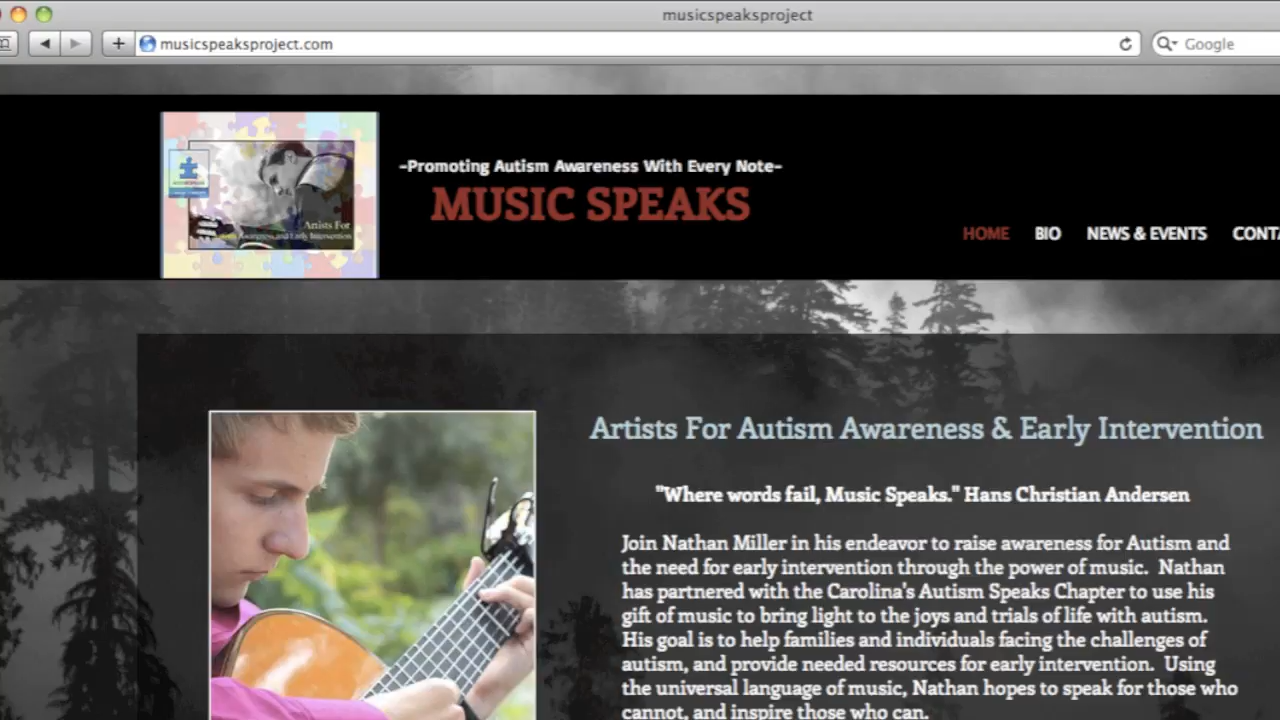 musicspeaksproject
musicspeaksproject.com
Google
-Promoting Autism Awareness With Every Note-
MUSIC SPEAKS
Artists For
Awareness and Early Intervention
HOME BIO NEWS & EVENTS CONTA
Artists For Autism Awareness & Early Intervention
"Where words fail, Music Speaks." Hans Christian Andersen
Join Nathan Miller in his endeavor to raise awareness for Autism and
the need for early intervention through the power of music. Nathan
has partnered with the Carolina's Autism Speaks Chapter to use his
gift of music to bring light to the joys and trials of life with autism.
His goal is to help families and individuals facing the challenges of
autism, and provide needed resources for early intervention. Using
the universal language of music, Nathan hopes to speak for those who
cannot, and inspire those who can.